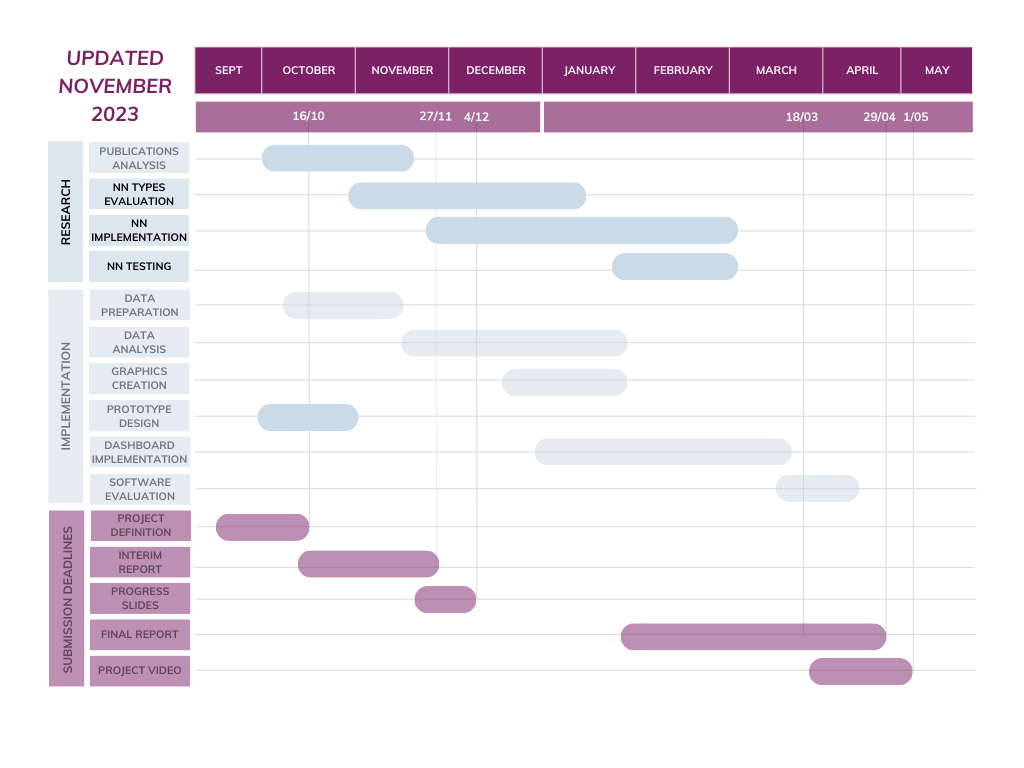 UPDATED
NOVEMBER
2023
SEPT OCTOBER NOVEMBER DECEMBER JANUARY FEBRUARY MARCH APRIL MAY
16/10 27/11 4/12 18/03 29/04 1/05
RESEARCH
PUBLICATIONS
ANALYSIS
NN TYPES
EVALUATION
NN
IMPLEMENTATION
NN TESTING
IMPLEMENTATION
DATA
PREPARATION
DATA
ANALYSIS
GRAPHICS
CREATION
PROTOTYPE
DESIGN
DASHBOARD
IMPLEMENTATION
SOFTWARE
EVALUATION
SUBMISSION DEADLINES
PROJECT
DEFINITION
INTERIM
REPORT
PROGRESS
SLIDES
FINAL REPORT
PROJECT VIDEO